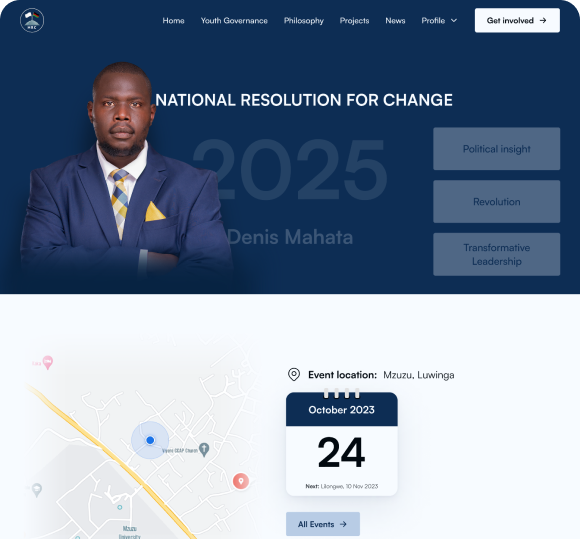 NRC
Home Youth Governance Philosophy Projects News Profile Get involved →
NATIONAL RESOLUTION FOR CHANGE
2025
Denis Mahata
Political insight
Revolution
Transformative
Leadership
Event location: Mzuzu, Luwinga
October 2023
24
Next: Lilongwe, 10 Nov 2023
All Events →
CCAP Church
Mzuzu
University